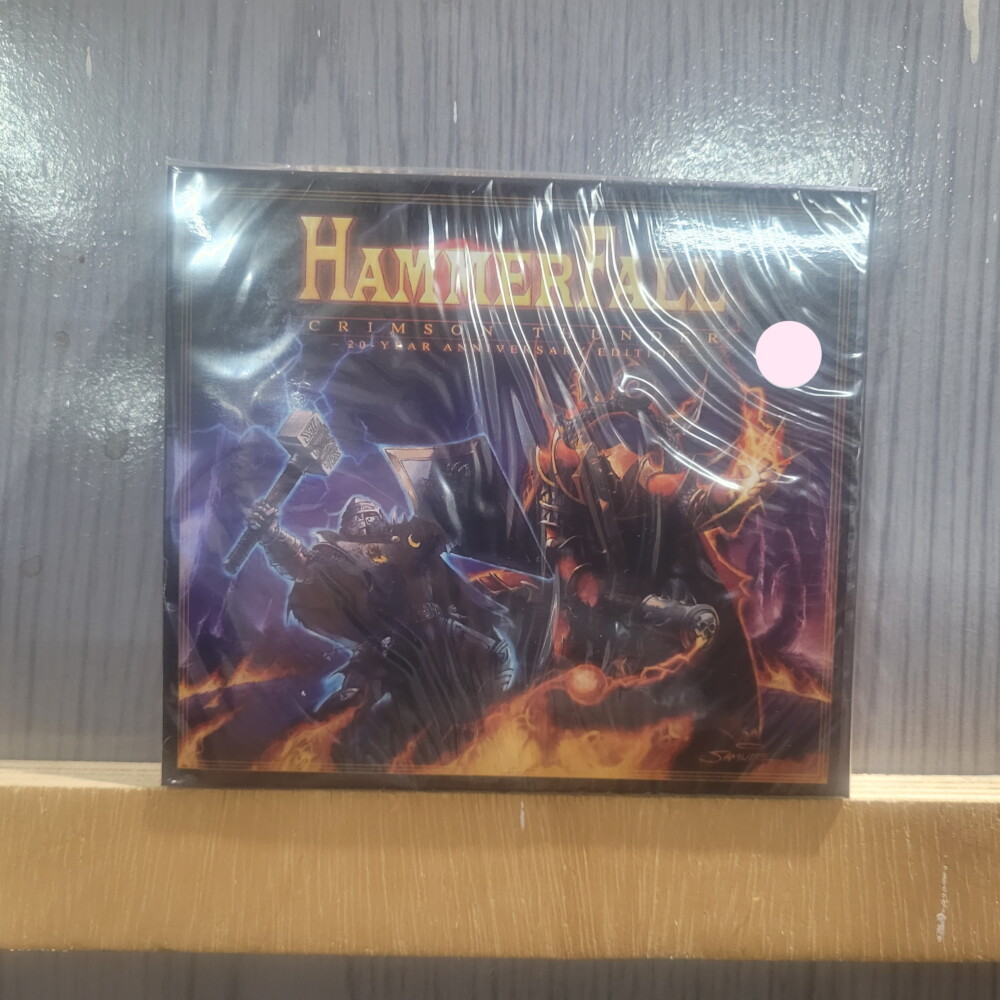 HAMMERFALL
CRIMSON THUNDER
- 20 YEAR ANNIVERSARY EDITION -